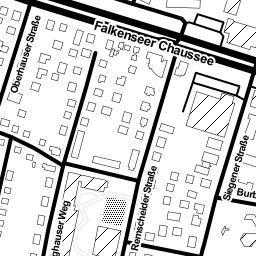 Falkenseer Chaussee
Oberhauser Straße
Siegener Straße
Remscheider Straße
ghauser Weg
Burb